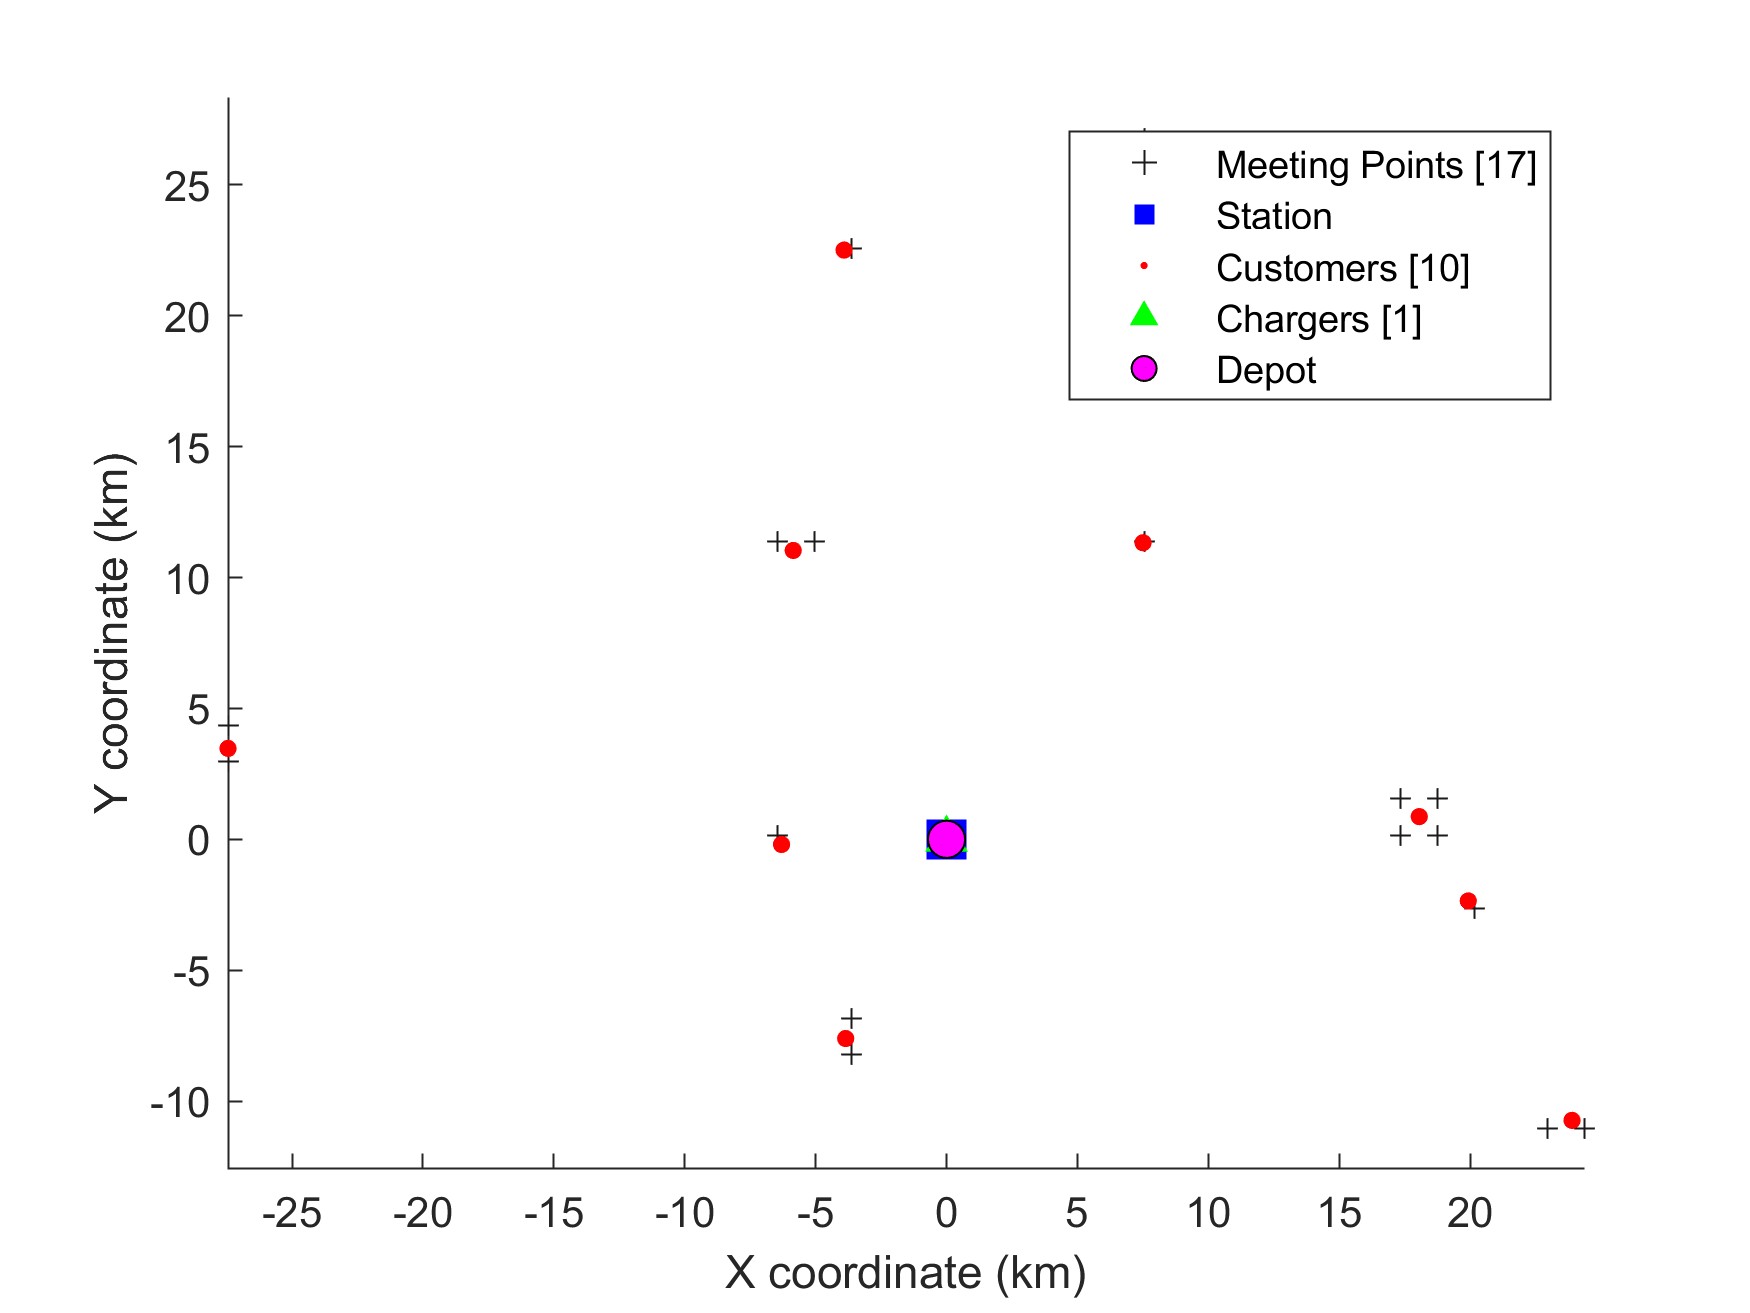 25
20
15
10
5
0
-5
-10
Y coordinate (km)
-25 -20 -15 -10 -5 0 5 10 15 20
X coordinate (km)
Meeting Points [17]
Station
Customers [10]
Chargers [1]
Depot